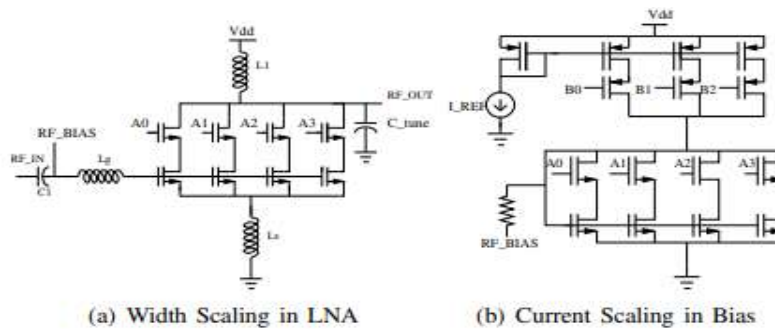 Vdd
L1
RF_OUT
A0 A1 A2 A3
C_tune
RF_BIAS
RF_IN
C1
Lg
Ls
(a) Width Scaling in LNA
Vdd
B0 B1 B2
I_REF
A0 A1 A2 A3
RF_BIAS
(b) Current Scaling in Bias